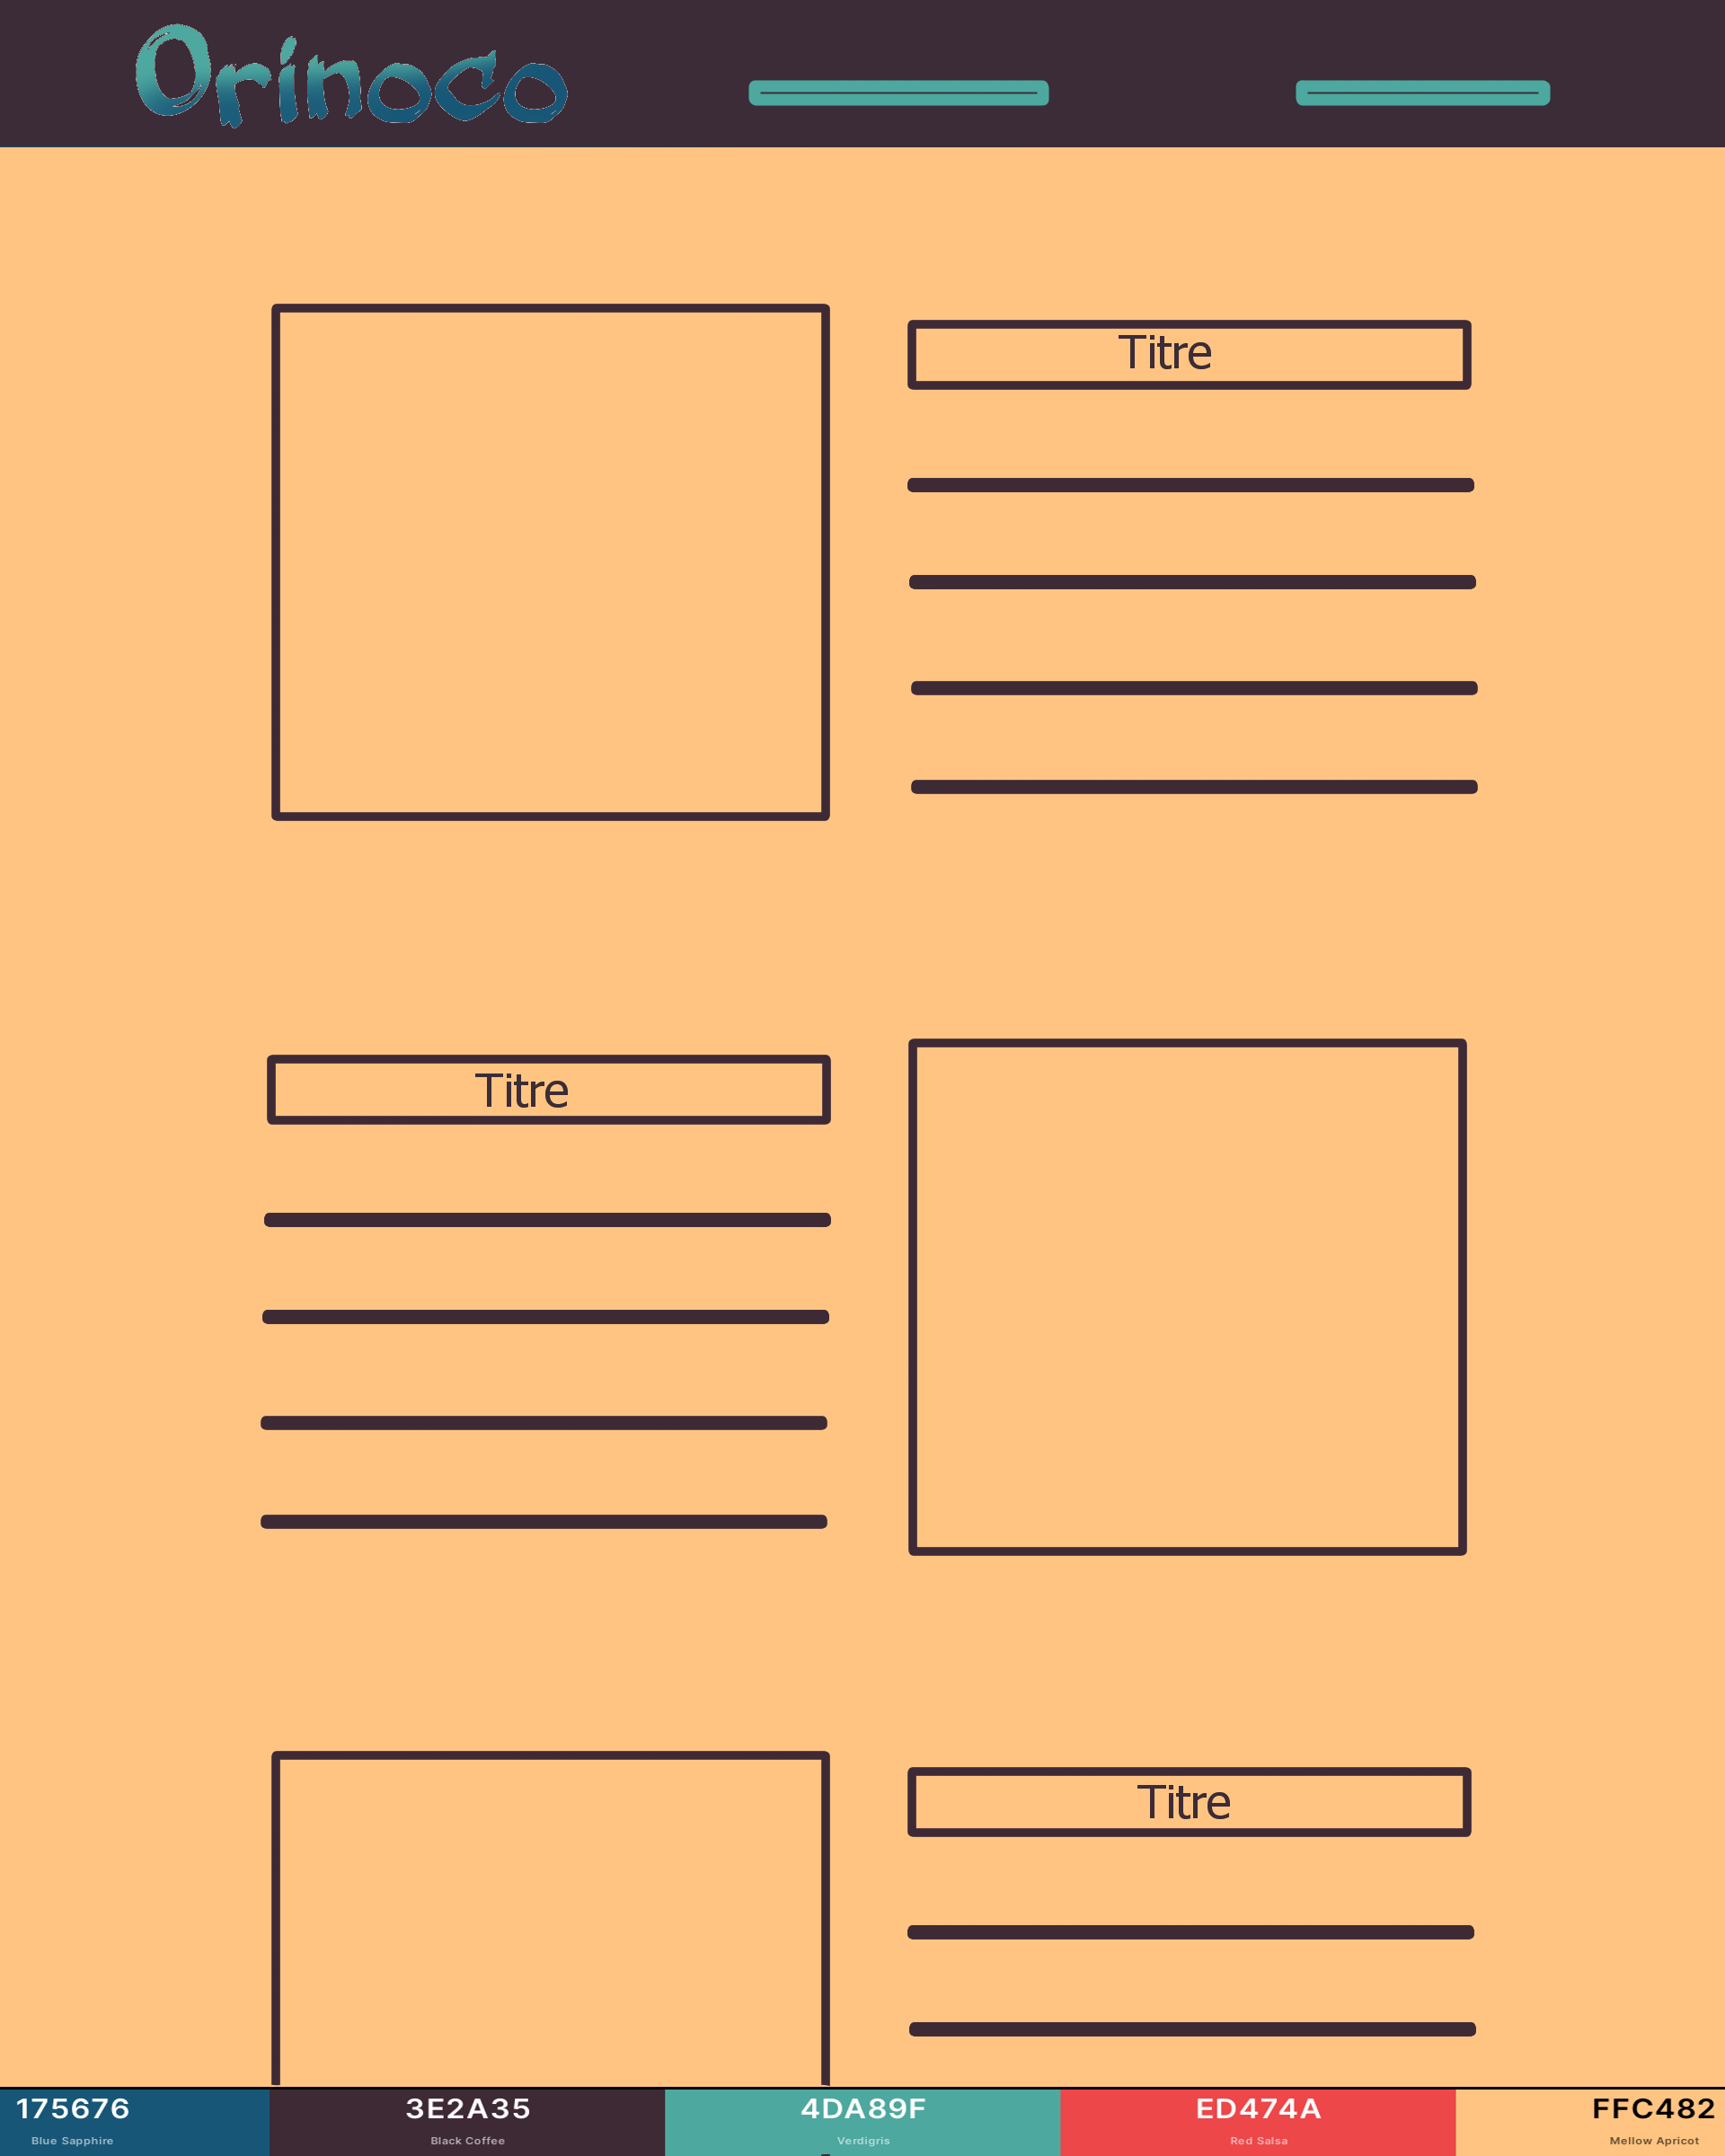 Orinoco
Titre
Titre
Titre
175676 3E2A35 4DA89F ED474A FFC482
Blue Sapphire Black Coffee Verdigris Red Salsa Mellow Apricot